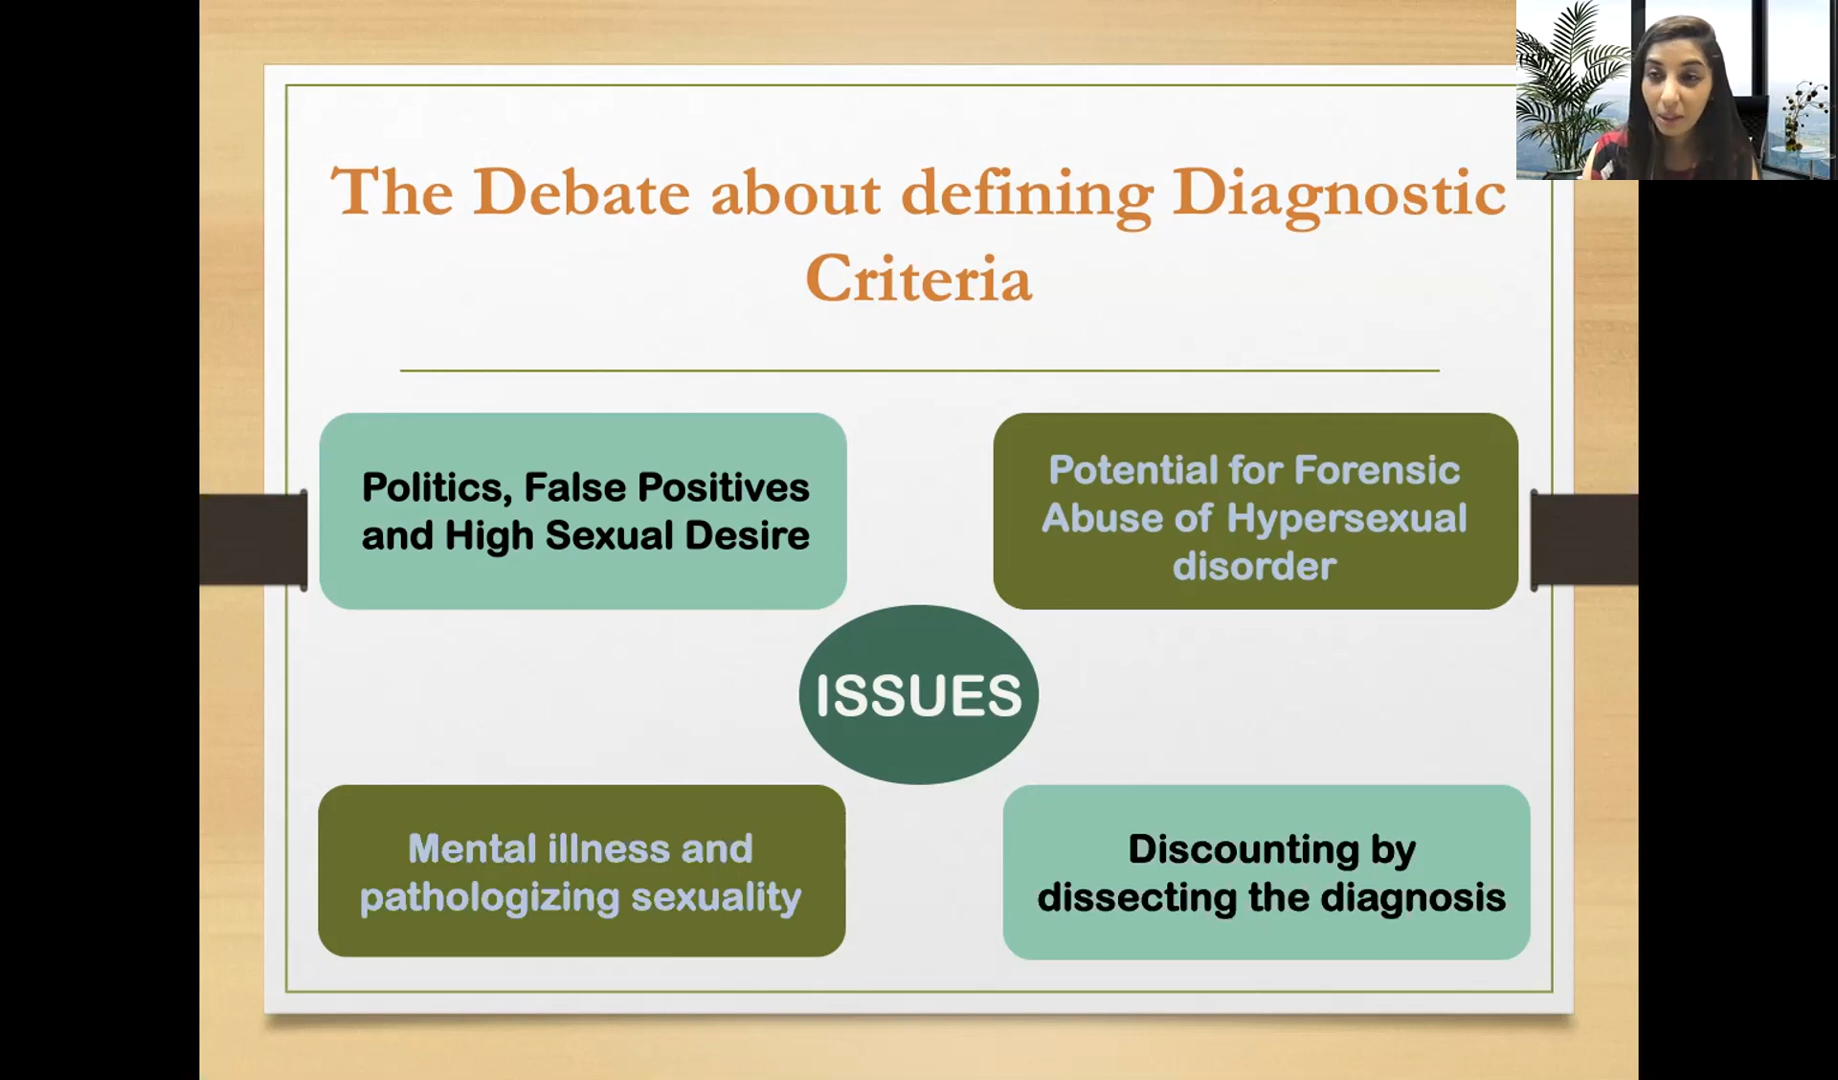 The Debate about defining Diagnostic
Criteria
Politics, False Positives
and High Sexual Desire
Potential for Forensic
Abuse of Hypersexual
disorder
ISSUES
Mental illness and
pathologizing sexuality
Discounting by
dissecting the diagnosis